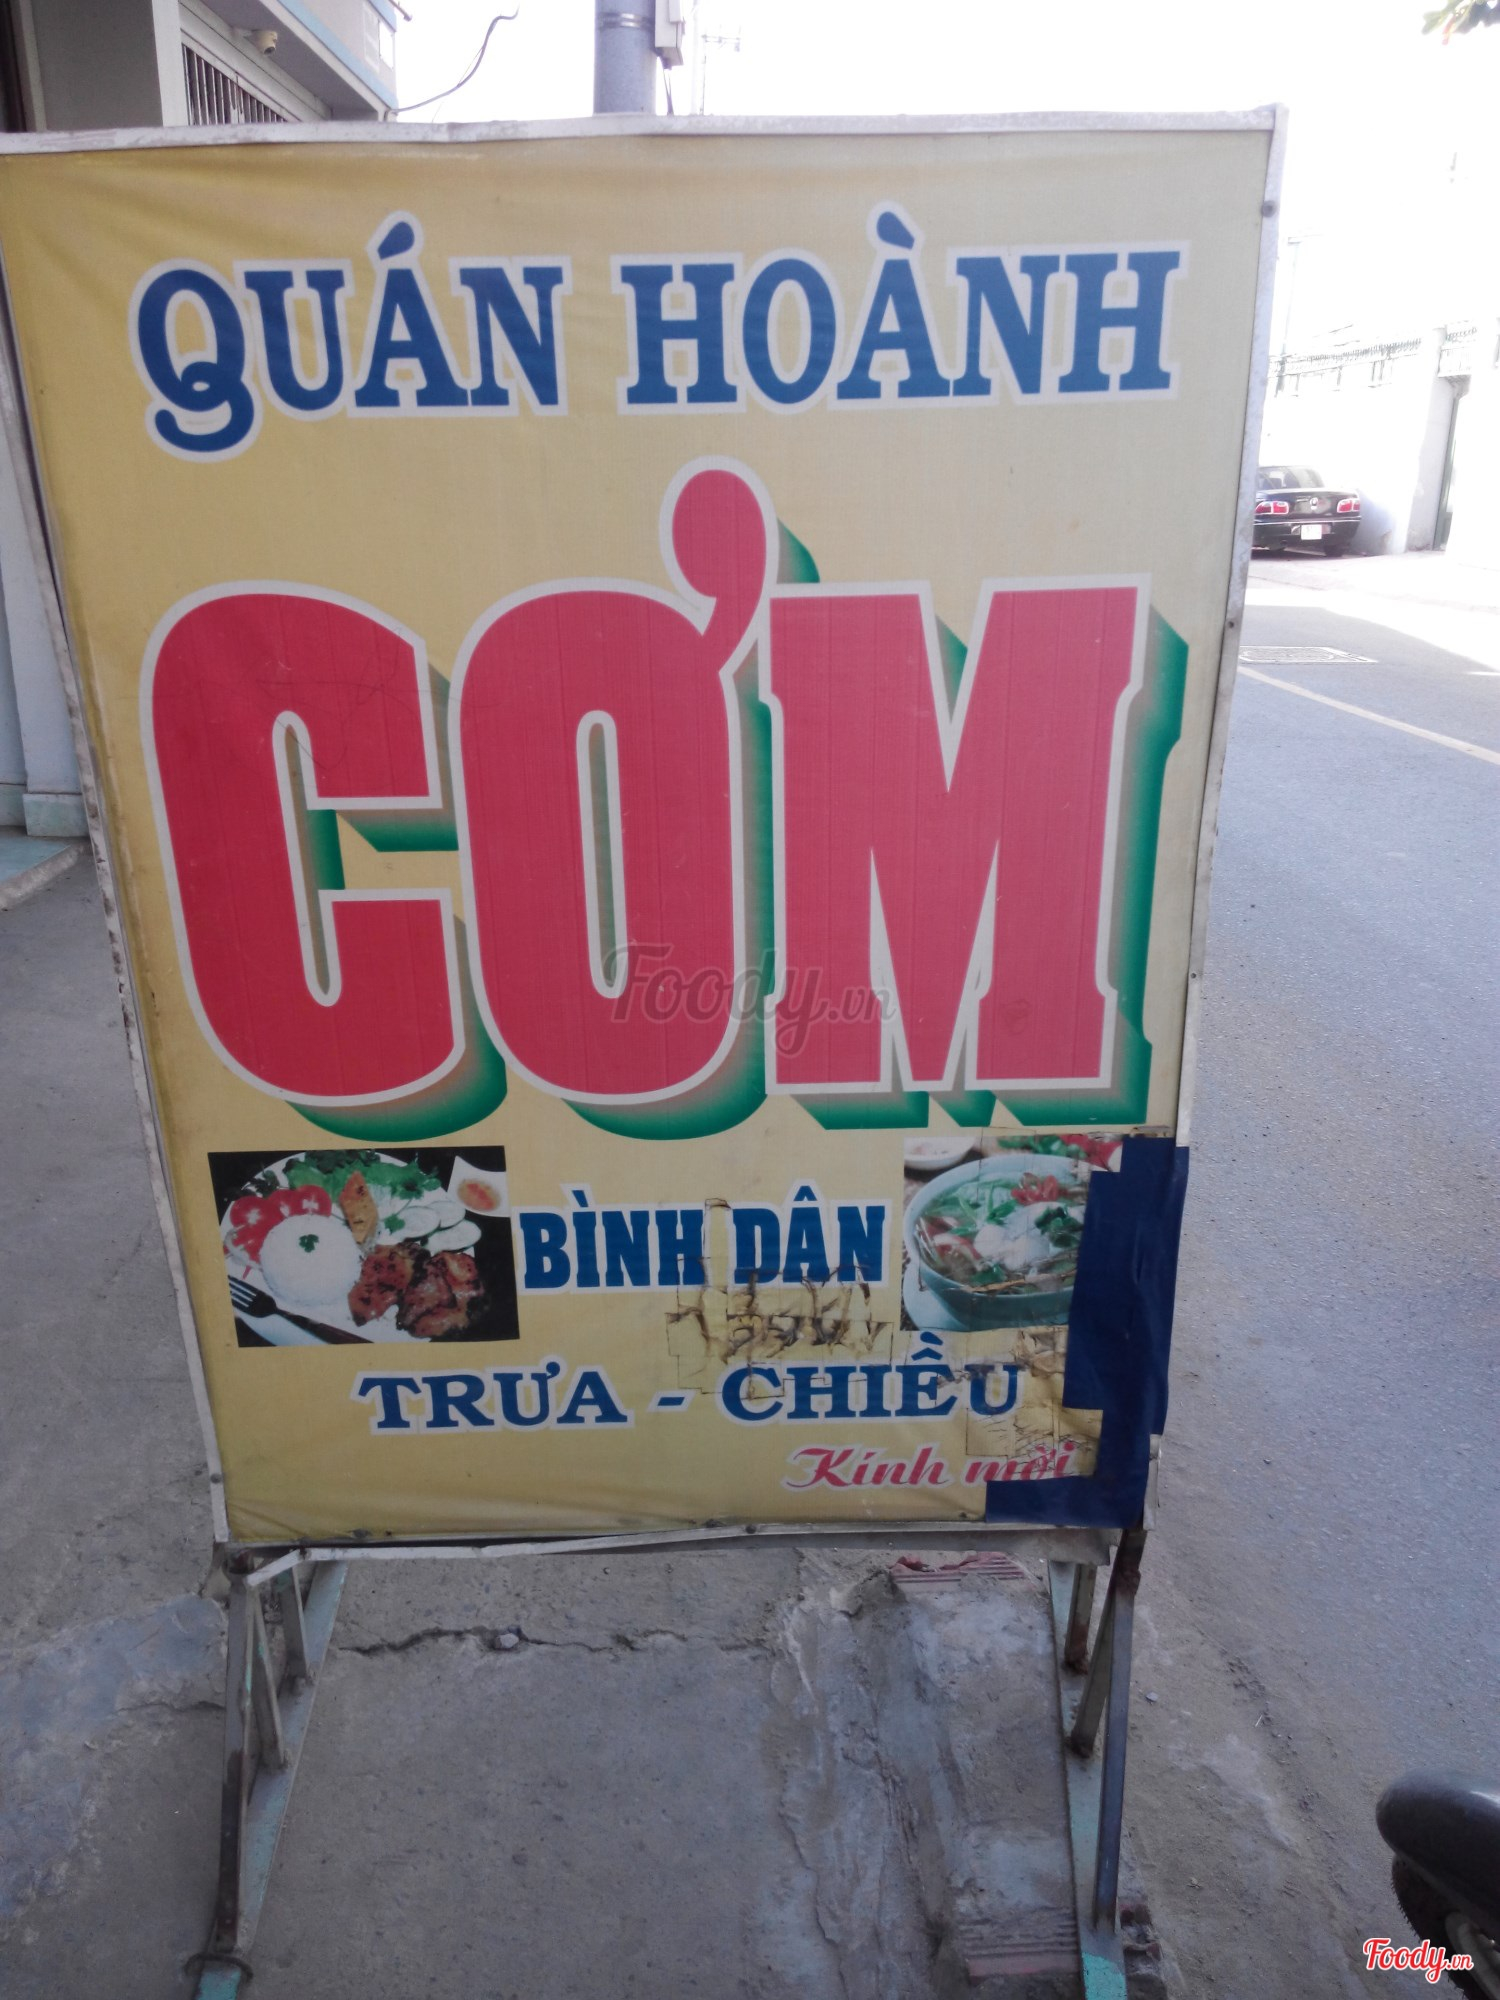 QUÁN HOÀNH
CƠM
Foody.vn
BÌNH DÂN
TRƯA - CHIỀU
Kính mời
Foody.vn